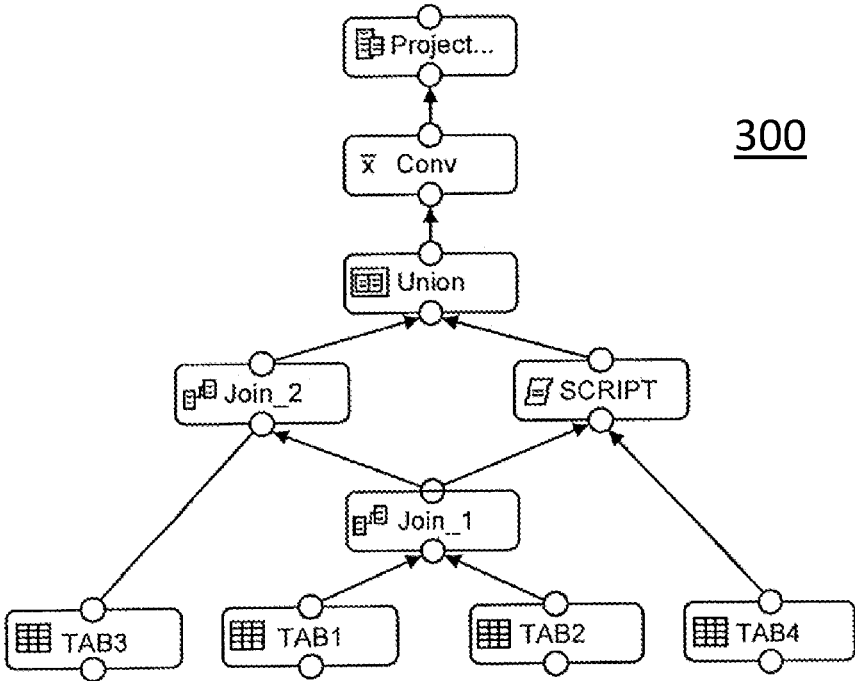 Project...
300
x̄ Conv
Union
Join_2
SCRIPT
Join_1
TAB3
TAB1
TAB2
TAB4